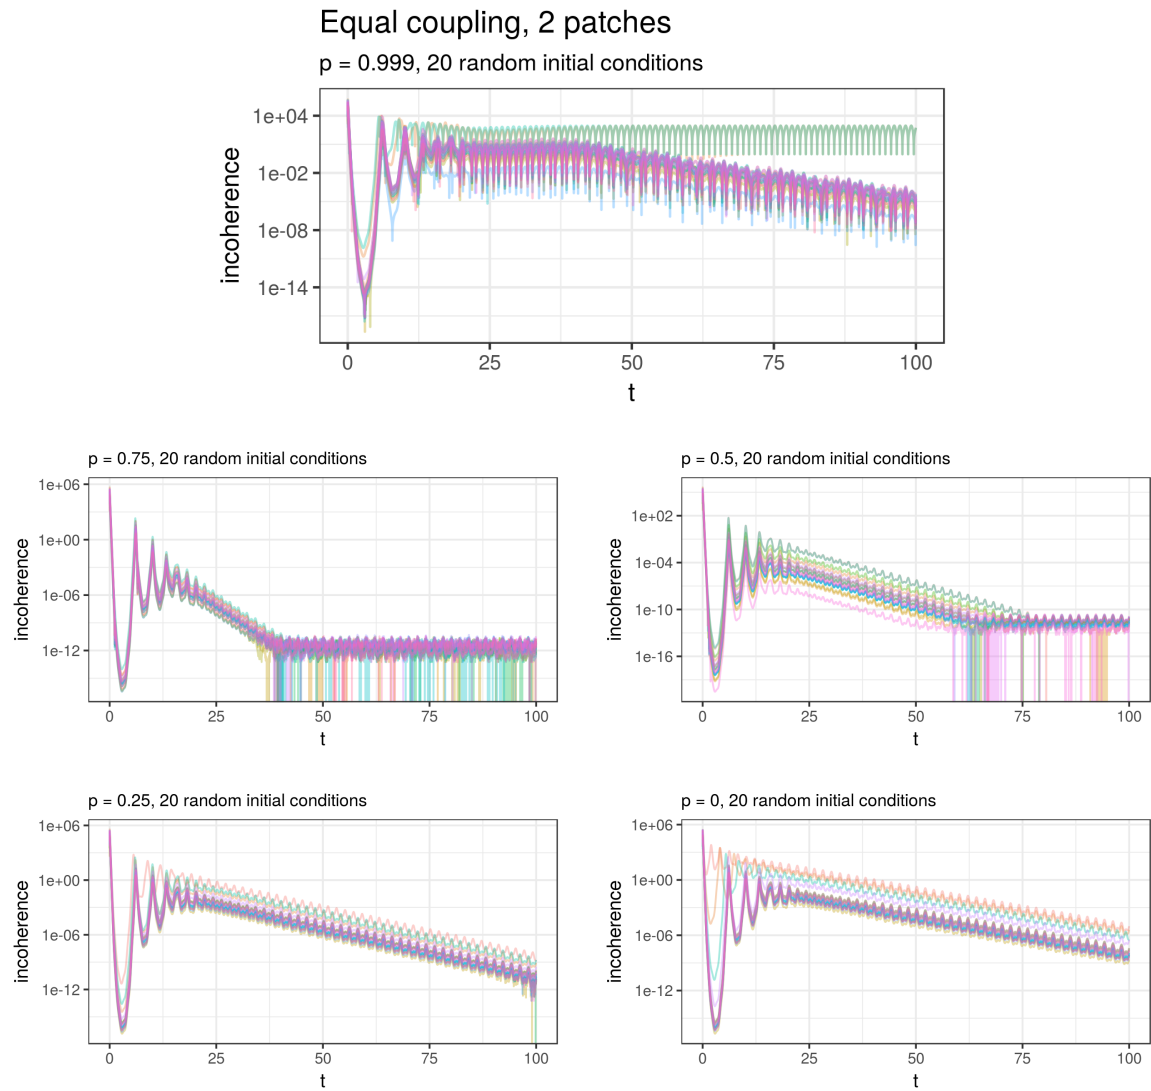 Equal coupling, 2 patches
p = 0.999, 20 random initial conditions
1e+04
1e-02
1e-08
1e-14
incoherence
0 25 50 75 100
t
p = 0.75, 20 random initial conditions
1e+06
1e+00
1e-06
1e-12
incoherence
0 25 50 75 100
t
p = 0.5, 20 random initial conditions
1e+02
1e-04
1e-10
1e-16
incoherence
0 25 50 75 100
t
p = 0.25, 20 random initial conditions
1e+06
1e+00
1e-06
1e-12
incoherence
0 25 50 75 100
t
p = 0, 20 random initial conditions
1e+06
1e+00
1e-06
1e-12
incoherence
0 25 50 75 100
t